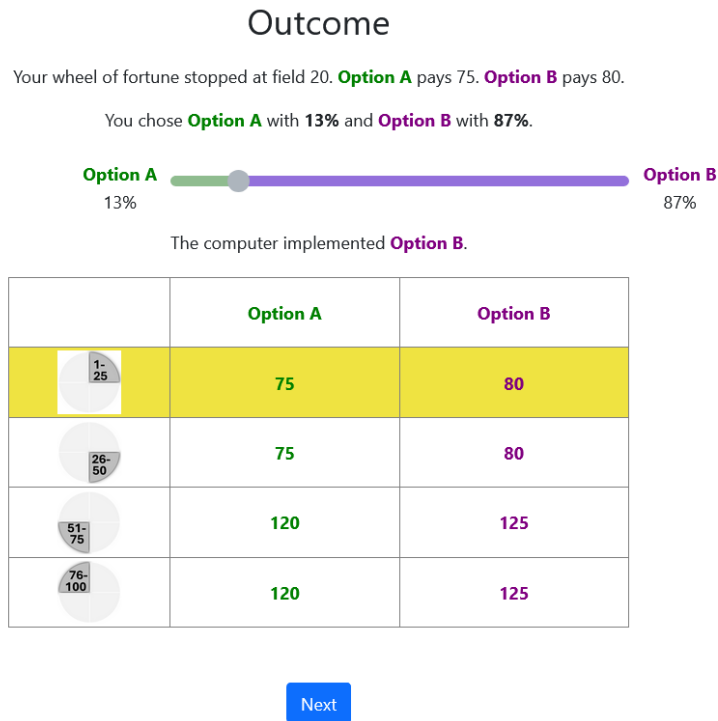 Outcome
Your wheel of fortune stopped at field 20. Option A pays 75. Option B pays 80.
You chose Option A with 13% and Option B with 87%.
Option A Option B
13% 87%
The computer implemented Option B.
Option A Option B
1-
25
75 80
26-
50
75 80
51-
75
120 125
76-
100
120 125
Next